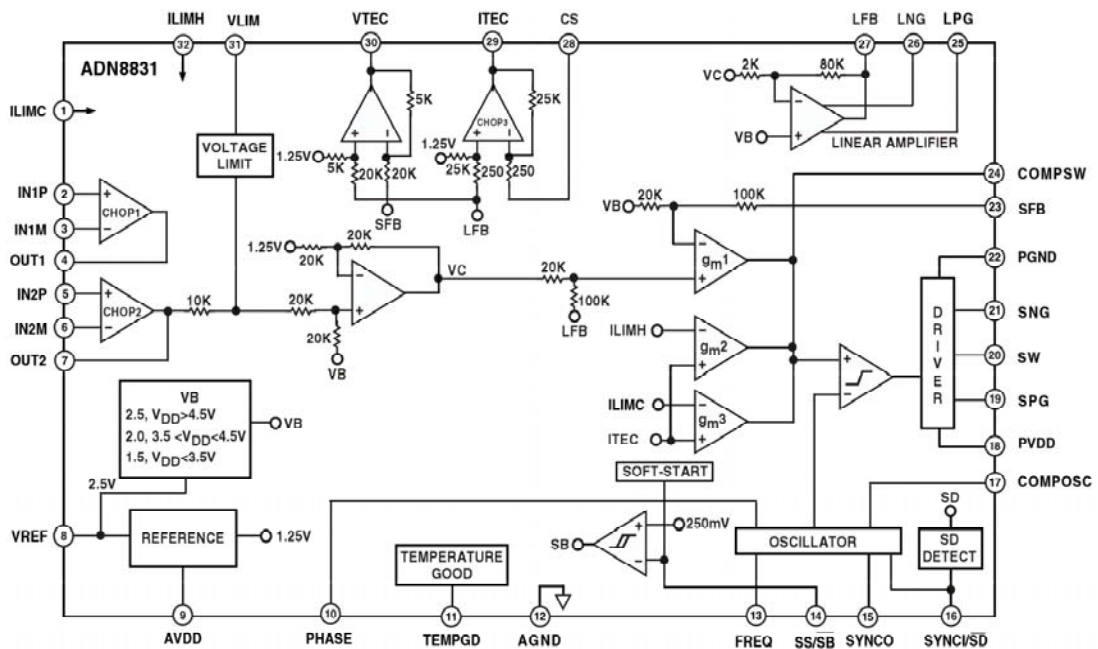 ILIMH VLIM VTEC ITEC CS LFB LNG LPG
32 31 30 29 28 27 26 25
ADN8831
2K 80K
VC
5K 25K
CHOP3
ILIMC 1
VOLTAGE
LIMIT
1.25V 1.25V
VB
LINEAR AMPLIFIER
5K 20K 20K 25K 250 250
24 COMPSW
IN1P 2
CHOP1
IN1M 3
20K 100K
VB
23 SFB
SFB LFB
OUT1 4
1.25V 20K
20K
gm1
22 PGND
VC
20K
IN2P 5
CHOP2
10K 20K
100K
IN2M 6
20K
LFB
DRIVER
21 SNG
ILIMH
gm2
OUT2 7
VB
20 SW
VB
2.5, VDD>4.5V
2.0, 3.5 <VDD<4.5V
1.5, VDD<3.5V
VB
ILIMC
gm3
19 SPG
ITEC
18 PVDD
SOFT-START
2.5V
17 COMPOSC
250mV
SD
VREF 8
REFERENCE
1.25V
SB
OSCILLATOR
SD
DETECT
TEMPERATURE
GOOD
9 10 11 12 13 14 15 16
AVDD PHASE TEMPGD AGND FREQ SS/S̅B̅ SYNCO SYNCI/S̅D̅